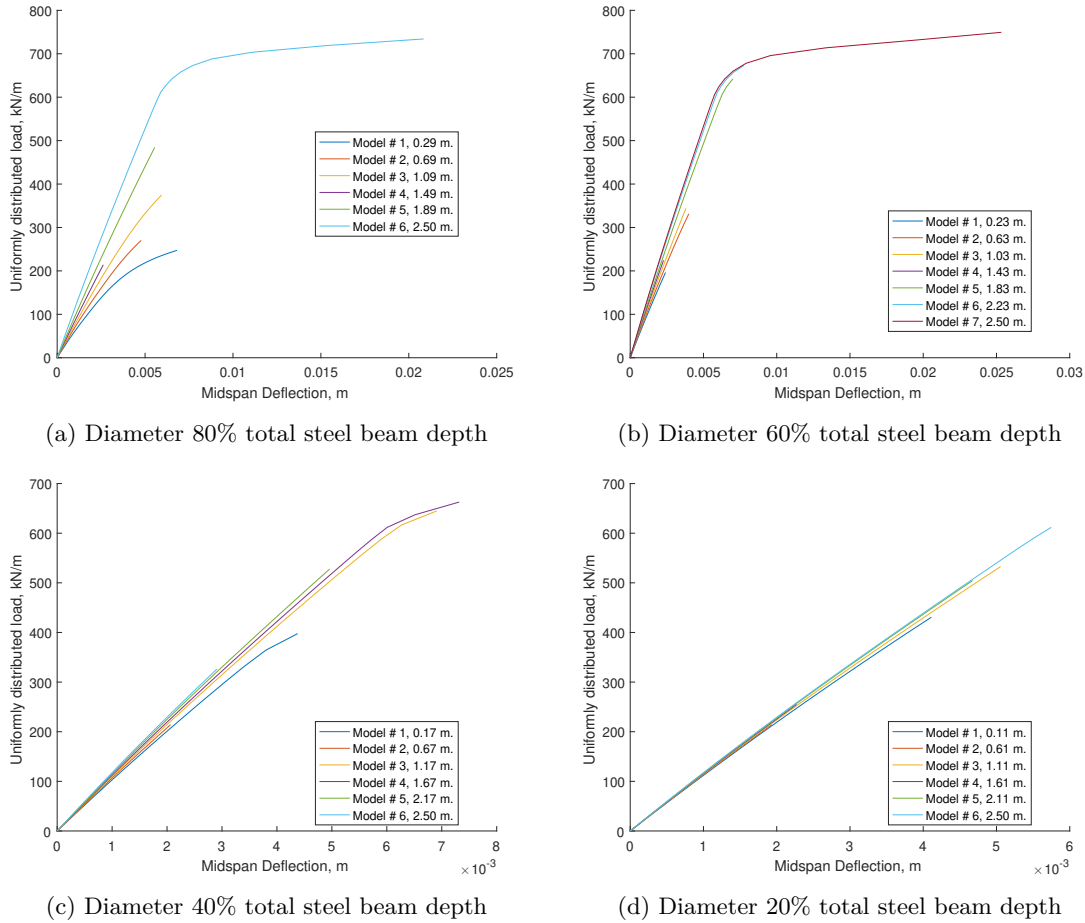 800
700
600
500
400
300
200
100
0
Uniformly distributed load, kN/m
Model # 1, 0.29 m.
Model # 2, 0.69 m.
Model # 3, 1.09 m.
Model # 4, 1.49 m.
Model # 5, 1.89 m.
Model # 6, 2.50 m.
0 0.005 0.01 0.015 0.02 0.025
Midspan Deflection, m
(a) Diameter 80% total steel beam depth
800
700
600
500
400
300
200
100
0
Uniformly distributed load, kN/m
Model # 1, 0.23 m.
Model # 2, 0.63 m.
Model # 3, 1.03 m.
Model # 4, 1.43 m.
Model # 5, 1.83 m.
Model # 6, 2.23 m.
Model # 7, 2.50 m.
0 0.005 0.01 0.015 0.02 0.025 0.03
Midspan Deflection, m
(b) Diameter 60% total steel beam depth
700
600
500
400
300
200
100
0
Uniformly distributed load, kN/m
Model # 1, 0.17 m.
Model # 2, 0.67 m.
Model # 3, 1.17 m.
Model # 4, 1.67 m.
Model # 5, 2.17 m.
Model # 6, 2.50 m.
0 1 2 3 4 5 6 7 8
Midspan Deflection, m
×10⁻³
(c) Diameter 40% total steel beam depth
700
600
500
400
300
200
100
0
Uniformly distributed load, kN/m
Model # 1, 0.11 m.
Model # 2, 0.61 m.
Model # 3, 1.11 m.
Model # 4, 1.61 m.
Model # 5, 2.11 m.
Model # 6, 2.50 m.
0 1 2 3 4 5 6
Midspan Deflection, m
×10⁻³
(d) Diameter 20% total steel beam depth